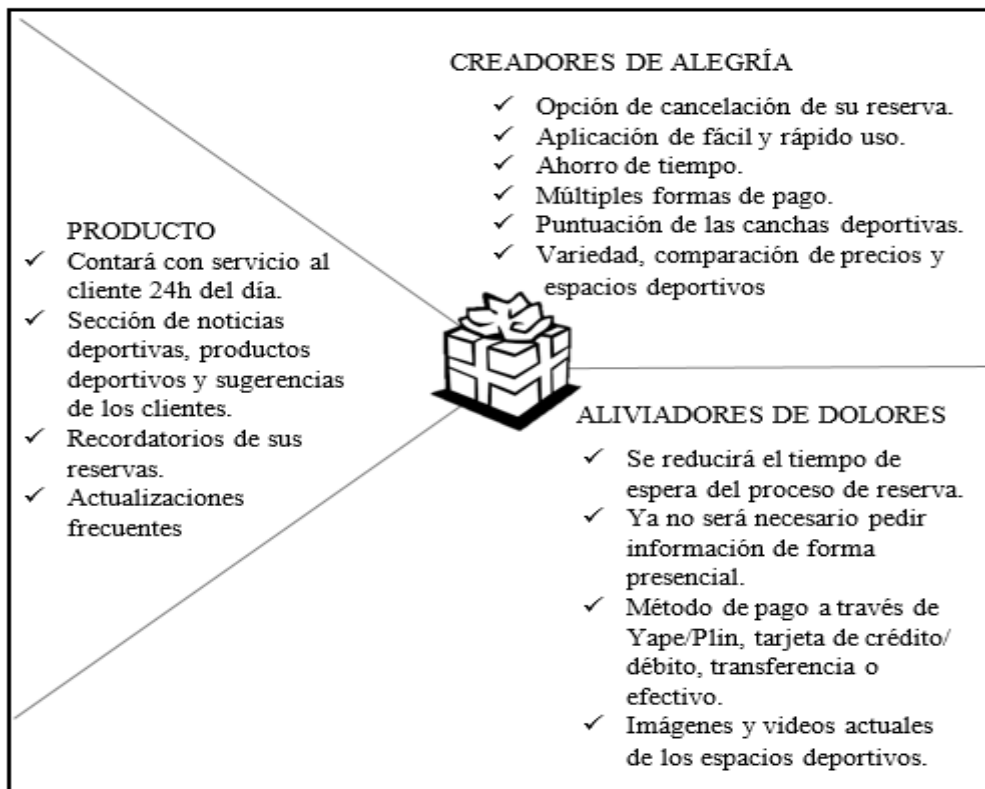 CREADORES DE ALEGRÍA
✓ Opción de cancelación de su reserva.
✓ Aplicación de fácil y rápido uso.
✓ Ahorro de tiempo.
✓ Múltiples formas de pago.
✓ Puntuación de las canchas deportivas.
✓ Variedad, comparación de precios y
espacios deportivos
PRODUCTO
✓ Contará con servicio al
cliente 24h del día.
✓ Sección de noticias
deportivas, productos
deportivos y sugerencias
de los clientes.
✓ Recordatorios de sus
reservas.
✓ Actualizaciones
frecuentes
ALIVIADORES DE DOLORES
✓ Se reducirá el tiempo de
espera del proceso de reserva.
✓ Ya no será necesario pedir
información de forma
presencial.
✓ Método de pago a través de
Yape/Plin, tarjeta de crédito/
débito, transferencia o
efectivo.
✓ Imágenes y videos actuales
de los espacios deportivos.